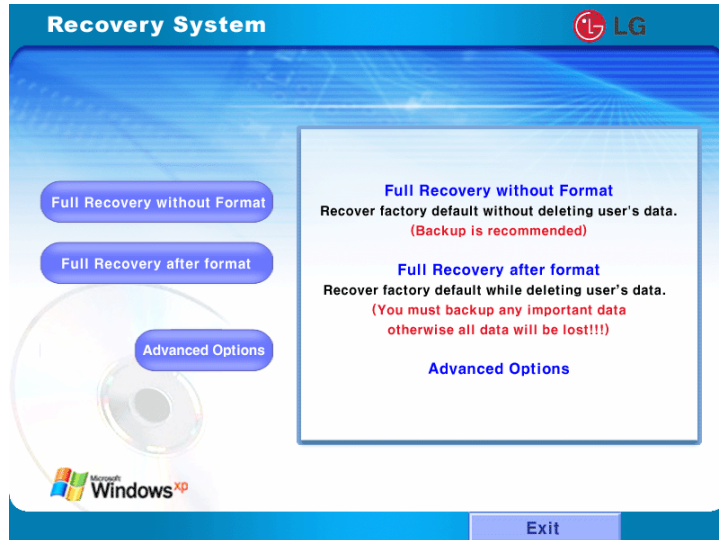 Recovery System
LG
Full Recovery without Format
Full Recovery after format
Advanced Options
Full Recovery without Format
Recover factory default without deleting user's data.
(Backup is recommended)
Full Recovery after format
Recover factory default while deleting user's data.
(You must backup any important data
otherwise all data will be lost!!!)
Advanced Options
Microsoft
Windows xp
Exit